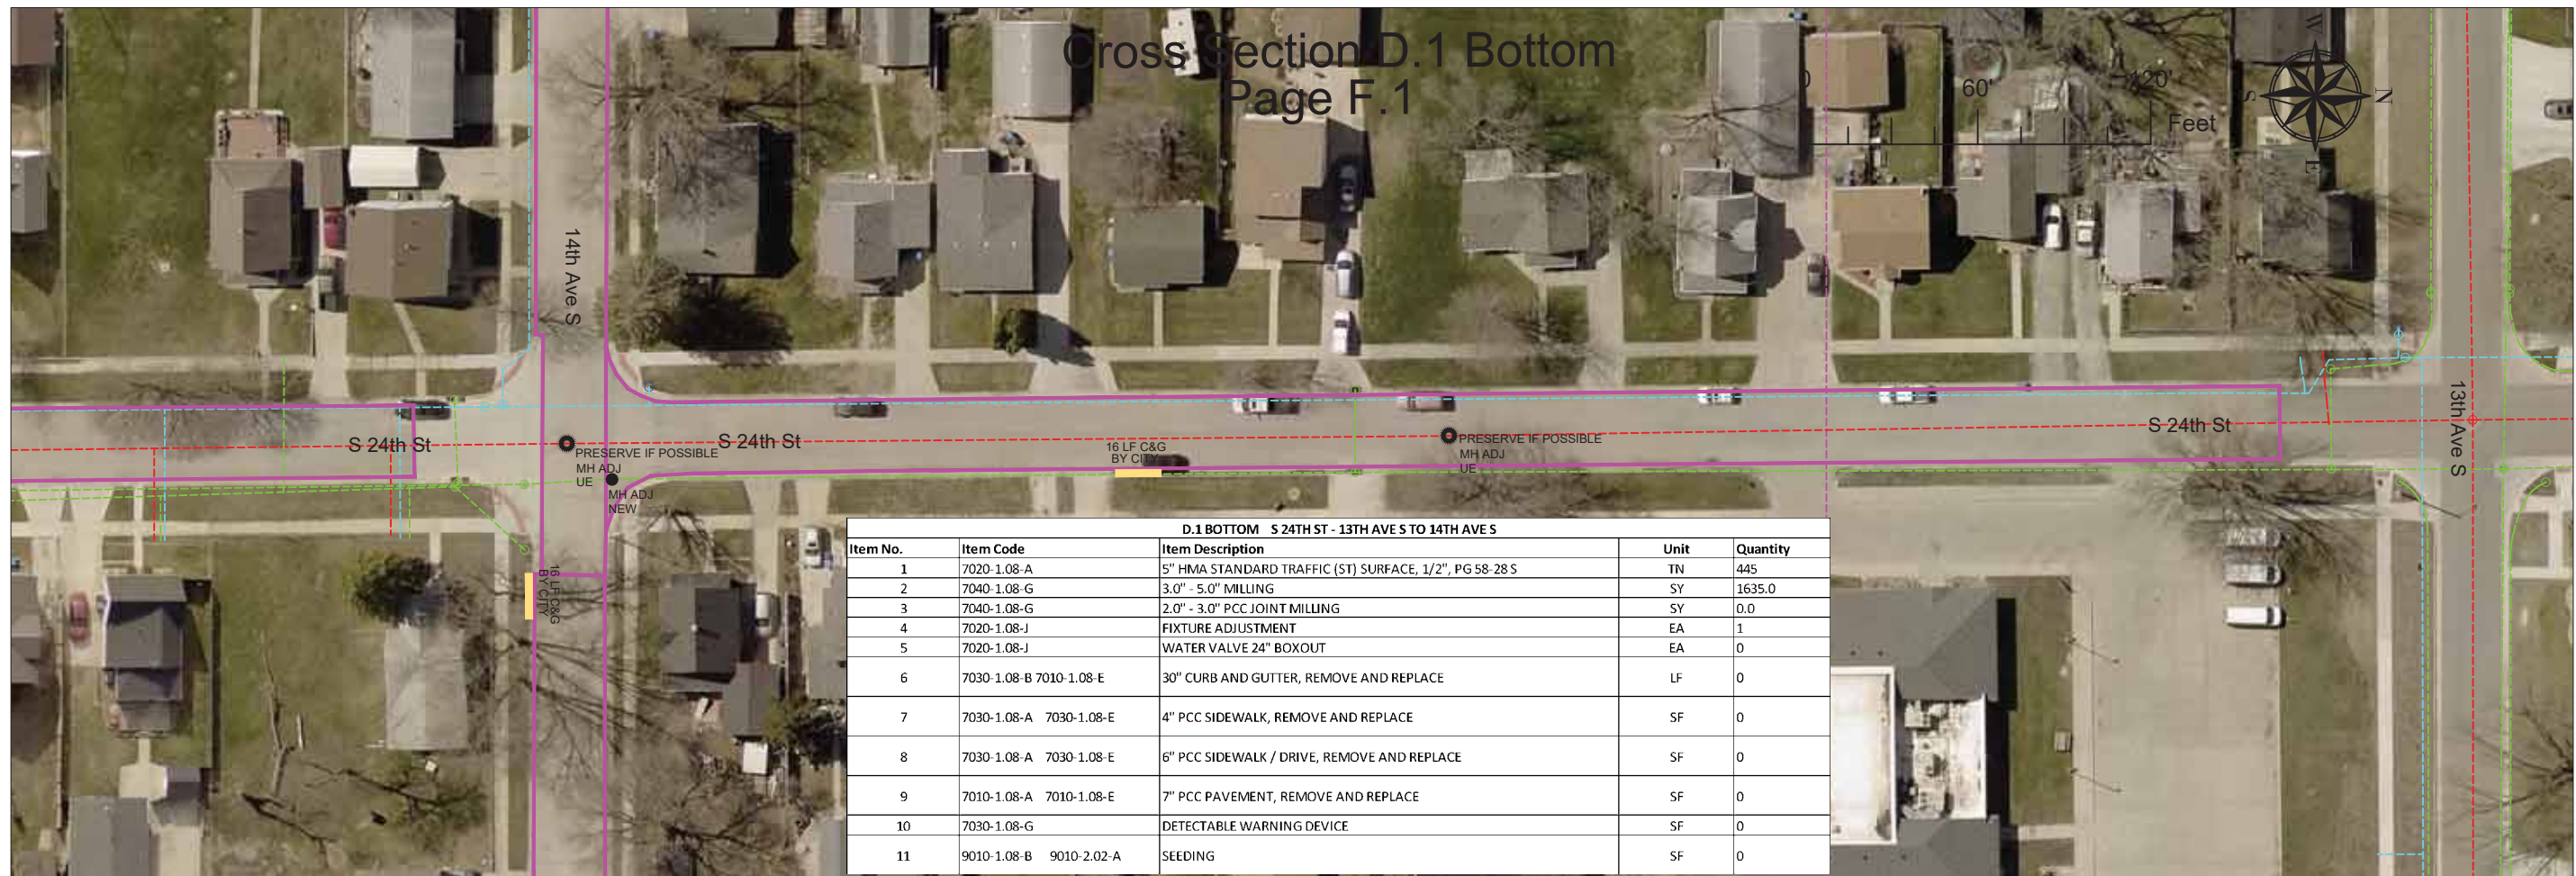 Cross Section D.1 Bottom
Page F.1
0
60'
120'
Feet
W
N
S
E
14th Ave S
13th Ave S
S 24th St
S 24th St
S 24th St
PRESERVE IF POSSIBLE
MH ADJ
UE
MH ADJ
NEW
16 LF C&G
BY CITY
PRESERVE IF POSSIBLE
MH ADJ
UE
16 LF C&G
BY CITY
D.1 BOTTOM S 24TH ST - 13TH AVE S TO 14TH AVE S
Item No. Item Code Item Description Unit Quantity
1 7020-1.08-A 5" HMA STANDARD TRAFFIC (ST) SURFACE, 1/2", PG 58-28 S TN 445
2 7040-1.08-G 3.0" - 5.0" MILLING SY 1635.0
3 7040-1.08-G 2.0" - 3.0" PCC JOINT MILLING SY 0.0
4 7020-1.08-J FIXTURE ADJUSTMENT EA 1
5 7020-1.08-J WATER VALVE 24" BOXOUT EA 0
6 7030-1.08-B 7010-1.08-E 30" CURB AND GUTTER, REMOVE AND REPLACE LF 0
7 7030-1.08-A 7030-1.08-E 4" PCC SIDEWALK, REMOVE AND REPLACE SF 0
8 7030-1.08-A 7030-1.08-E 6" PCC SIDEWALK / DRIVE, REMOVE AND REPLACE SF 0
9 7010-1.08-A 7010-1.08-E 7" PCC PAVEMENT, REMOVE AND REPLACE SF 0
10 7030-1.08-G DETECTABLE WARNING DEVICE SF 0
11 9010-1.08-B 9010-2.02-A SEEDING SF 0